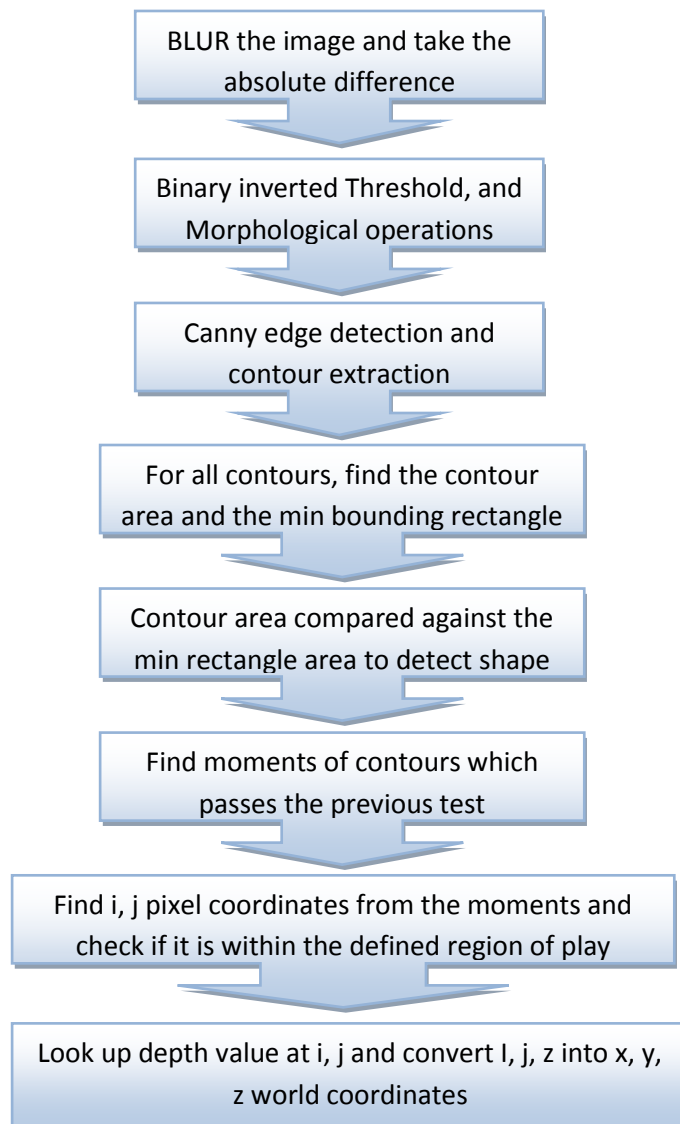 BLUR the image and take the
absolute difference
Binary inverted Threshold, and
Morphological operations
Canny edge detection and
contour extraction
For all contours, find the contour
area and the min bounding rectangle
Contour area compared against the
min rectangle area to detect shape
Find moments of contours which
passes the previous test
Find i, j pixel coordinates from the moments and
check if it is within the defined region of play
Look up depth value at i, j and convert I, j, z into x, y,
z world coordinates